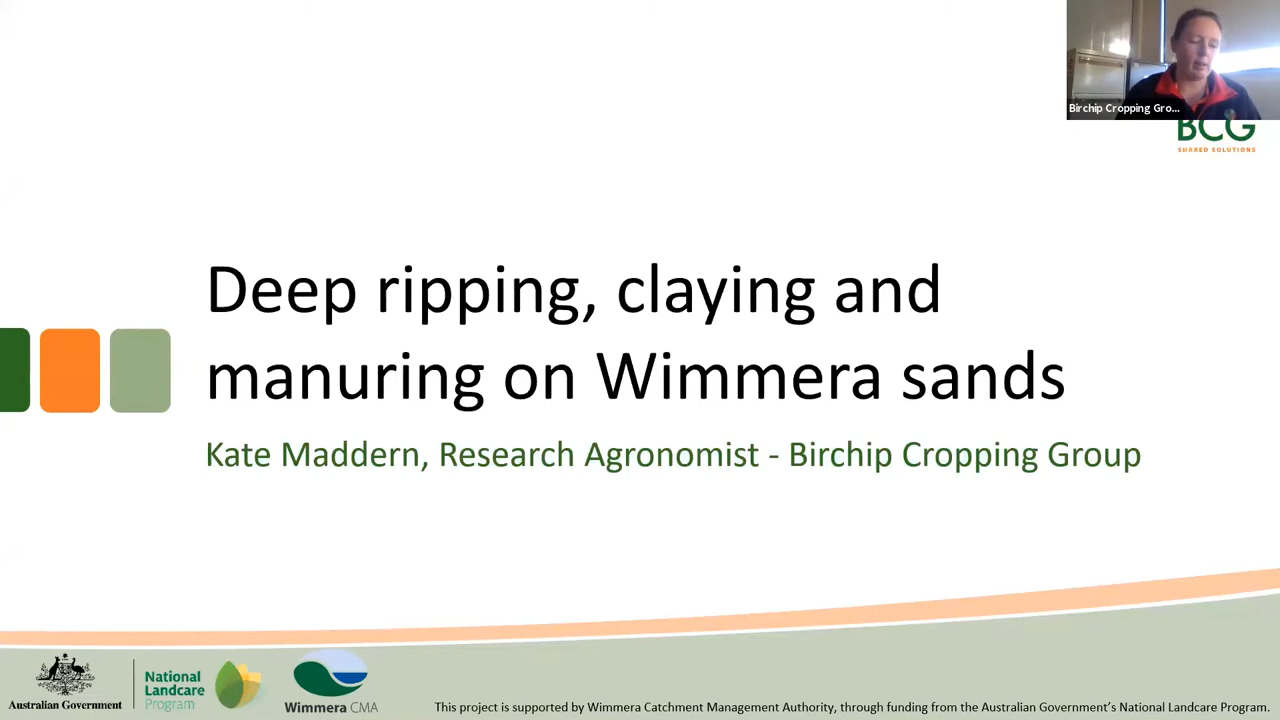 Birchip Cropping Gro...
BCG
SHARED SOLUTIONS
Deep ripping, claying and
manuring on Wimmera sands
Kate Maddern, Research Agronomist - Birchip Cropping Group
Australian Government
National
Landcare
Program
Wimmera CMA
This project is supported by Wimmera Catchment Management Authority, through funding from the Australian Government's National Landcare Program.